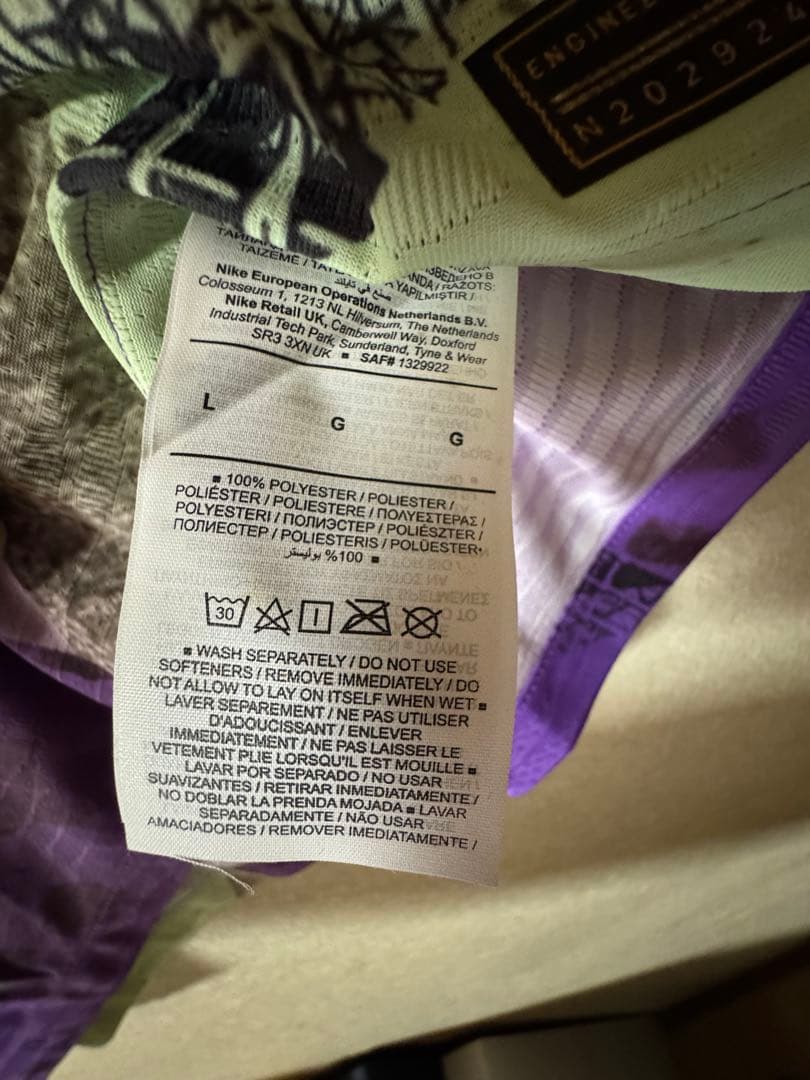 N202924
TAIZEME /
YAPILMIŞTIR /
Nike European Operations Netherlands B.V.
Colosseum 1, 1213 NL Hilversum, The Netherlands
Nike Retail UK, Camberwell Way, Doxford
Industrial Tech Park, Sunderland, Tyne & Wear
SR3 3XN UK ■ SAF# 1329922
L G G
■ 100% POLYESTER / POLIESTER /
POLIÉSTER / POLIESTERE / ΠΟΛΥΕΣΤΕΡΑΣ /
POLYESTERI / ПОЛИЭСТЕР / POLIÉSZTER /
ПОЛИЕСТЕР / POLIESTERIS / POLÜESTER
100% بوليستر ■
30
■ WASH SEPARATELY / DO NOT USE
SOFTENERS / REMOVE IMMEDIATELY / DO
NOT ALLOW TO LAY ON ITSELF WHEN WET ■
LAVER SEPAREMENT / NE PAS UTILISER
D'ADOUCISSANT / ENLEVER
IMMEDIATEMENT / NE PAS LAISSER LE
VETEMENT PLIE LORSQU'IL EST MOUILLE ■
LAVAR POR SEPARADO / NO USAR
SUAVIZANTES / RETIRAR INMEDIATAMENTE /
NO DOBLAR LA PRENDA MOJADA ■ LAVAR
SEPARADAMENTE / NÃO USAR
AMACIADORES / REMOVER IMEDIATAMENTE /